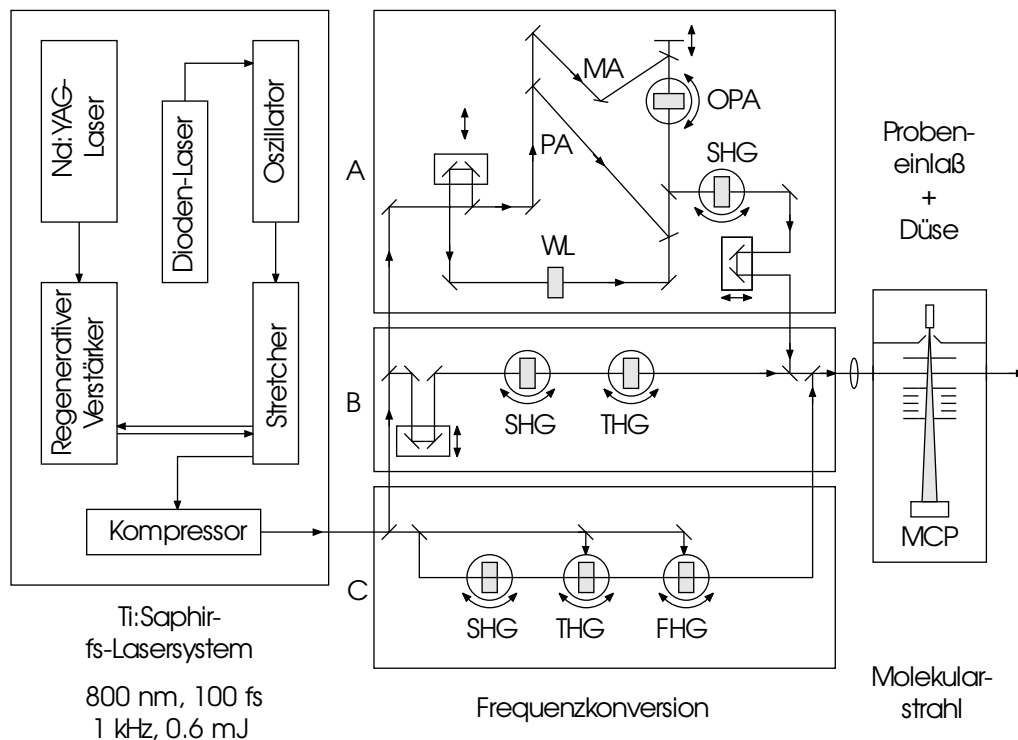 Nd:YAG-
Laser
Dioden-Laser
Oszillator
Regenerativer
Verstärker
Stretcher
Kompressor
Ti:Saphir-
fs-Lasersystem
800 nm, 100 fs
1 kHz, 0.6 mJ
A
MA
PA
OPA
SHG
WL
B
SHG
THG
C
SHG
THG
FHG
Frequenzkonversion
Proben-
einlaß
+
Düse
MCP
Molekular-
strahl